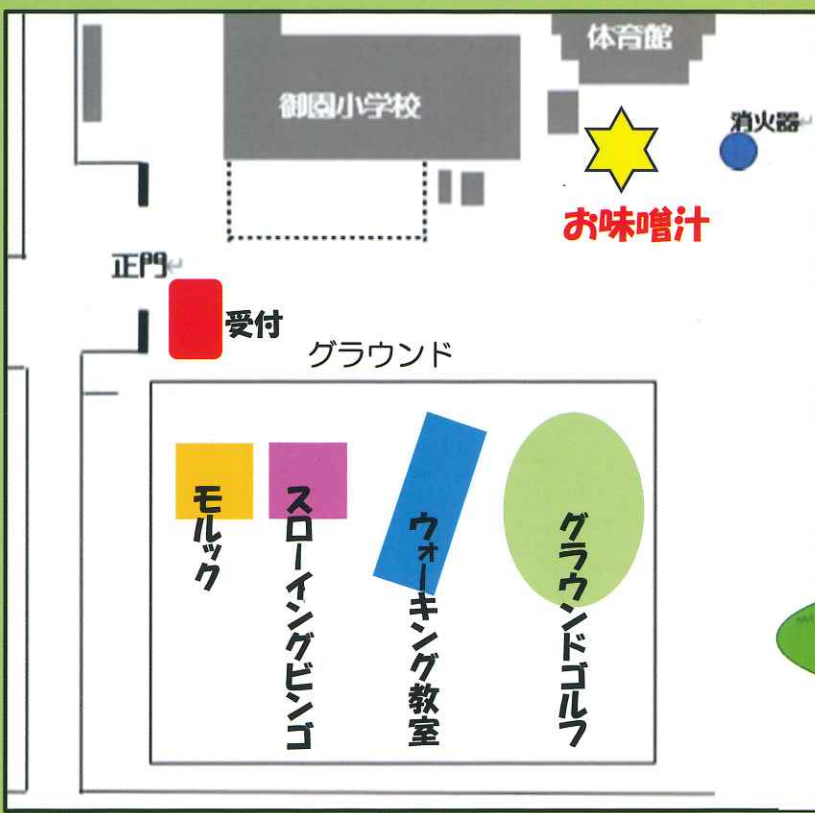 体育館
御園小学校
消火器
お味噌汁
正門
受付
グラウンド
モルック
スローイングビンゴ
ウォーキング教室
グラウンドゴルフ